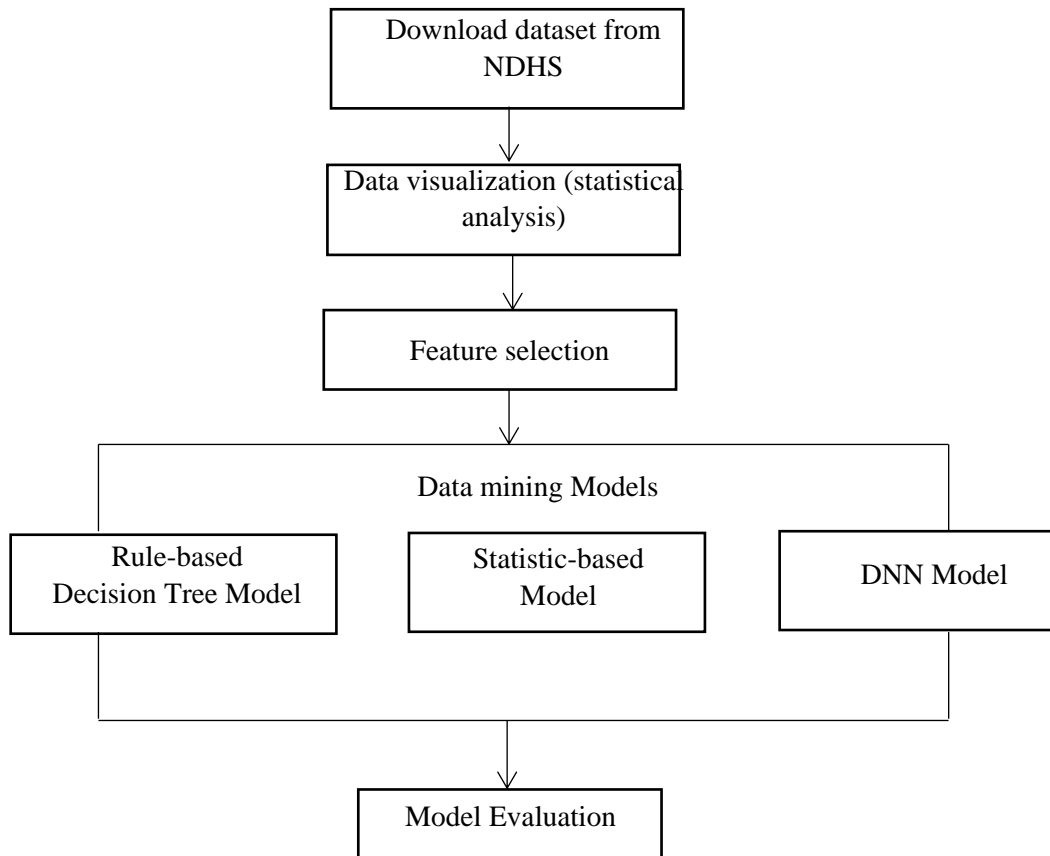 Download dataset from
NDHS
Data visualization (statistical
analysis)
Feature selection
Data mining Models
Rule-based
Decision Tree Model
Statistic-based
Model
DNN Model
Model Evaluation